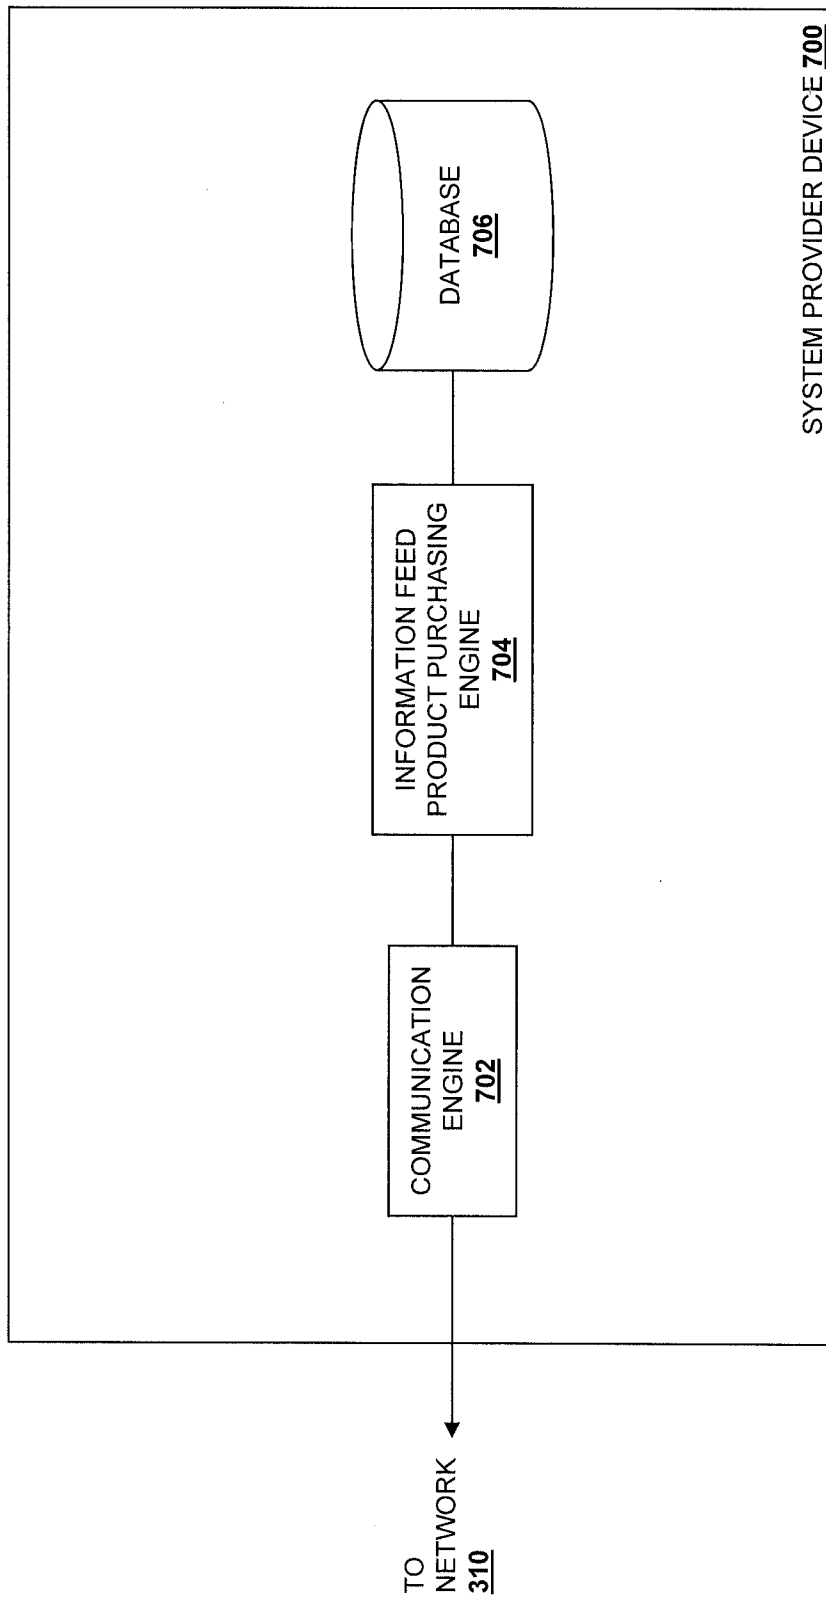 TO
NETWORK
310
COMMUNICATION
ENGINE
702
INFORMATION FEED
PRODUCT PURCHASING
ENGINE
704
DATABASE
706
SYSTEM PROVIDER DEVICE 700